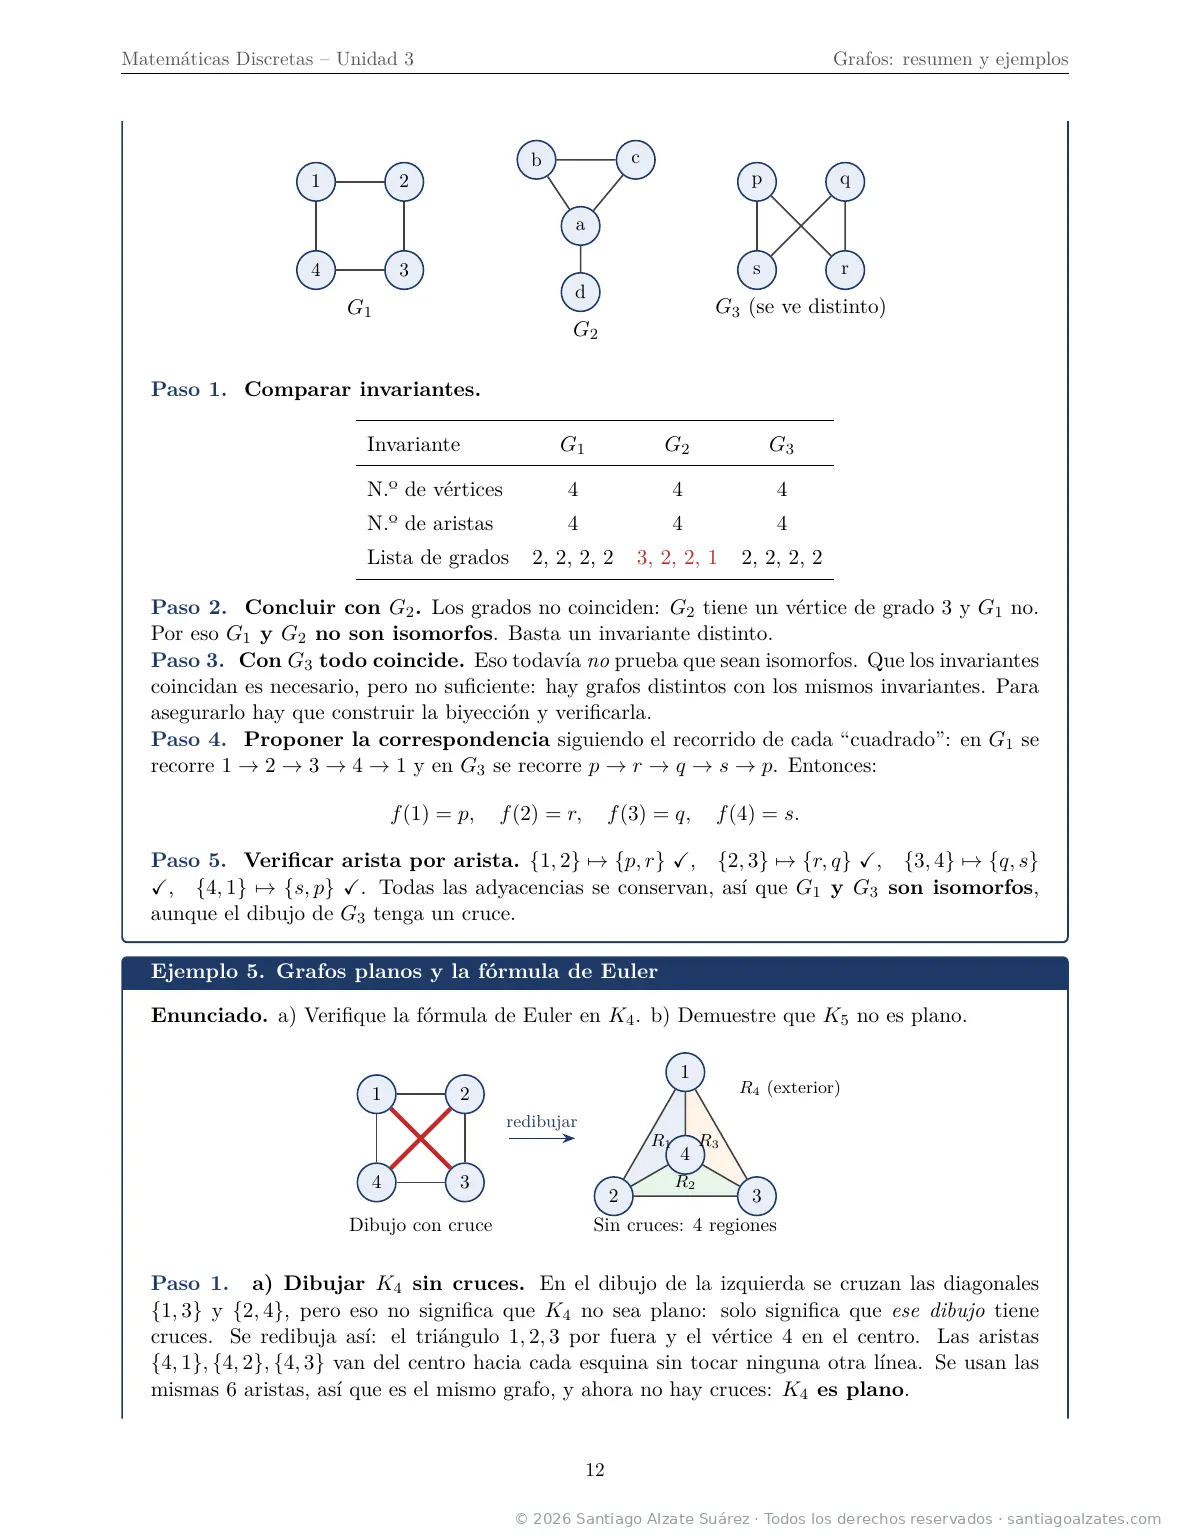 Matemáticas Discretas – Unidad 3 Grafos: resumen y ejemplos
1 2 4 3
G1
b c a d
G2
p q s r
G3 (se ve distinto)
Paso 1. Comparar invariantes.
Invariante G1 G2 G3
N.º de vértices 4 4 4
N.º de aristas 4 4 4
Lista de grados 2, 2, 2, 2 3, 2, 2, 1 2, 2, 2, 2
Paso 2. Concluir con G2. Los grados no coinciden: G2 tiene un vértice de grado 3 y G1 no.
Por eso G1 y G2 no son isomorfos. Basta un invariante distinto.
Paso 3. Con G3 todo coincide. Eso todavía no prueba que sean isomorfos. Que los invariantes
coincidan es necesario, pero no suficiente: hay grafos distintos con los mismos invariantes. Para
asegurarlo hay que construir la biyección y verificarla.
Paso 4. Proponer la correspondencia siguiendo el recorrido de cada “cuadrado”: en G1 se
recorre 1 → 2 → 3 → 4 → 1 y en G3 se recorre p → r → q → s → p. Entonces:
f(1) = p, f(2) = r, f(3) = q, f(4) = s.
Paso 5. Verificar arista por arista. {1, 2} ↦ {p, r} ✓, {2, 3} ↦ {r, q} ✓, {3, 4} ↦ {q, s}
✓, {4, 1} ↦ {s, p} ✓. Todas las adyacencias se conservan, así que G1 y G3 son isomorfos,
aunque el dibujo de G3 tenga un cruce.
Ejemplo 5. Grafos planos y la fórmula de Euler
Enunciado. a) Verifique la fórmula de Euler en K4. b) Demuestre que K5 no es plano.
1 2 4 3
Dibujo con cruce
redibujar
1 R4 (exterior)
R1 4 R3
R2
2 3
Sin cruces: 4 regiones
Paso 1. a) Dibujar K4 sin cruces. En el dibujo de la izquierda se cruzan las diagonales
{1, 3} y {2, 4}, pero eso no significa que K4 no sea plano: solo significa que ese dibujo tiene
cruces. Se redibuja así: el triángulo 1, 2, 3 por fuera y el vértice 4 en el centro. Las aristas
{4, 1}, {4, 2}, {4, 3} van del centro hacia cada esquina sin tocar ninguna otra línea. Se usan las
mismas 6 aristas, así que es el mismo grafo, y ahora no hay cruces: K4 es plano.
12
© 2026 Santiago Alzate Suárez · Todos los derechos reservados · santiagoalzates.com